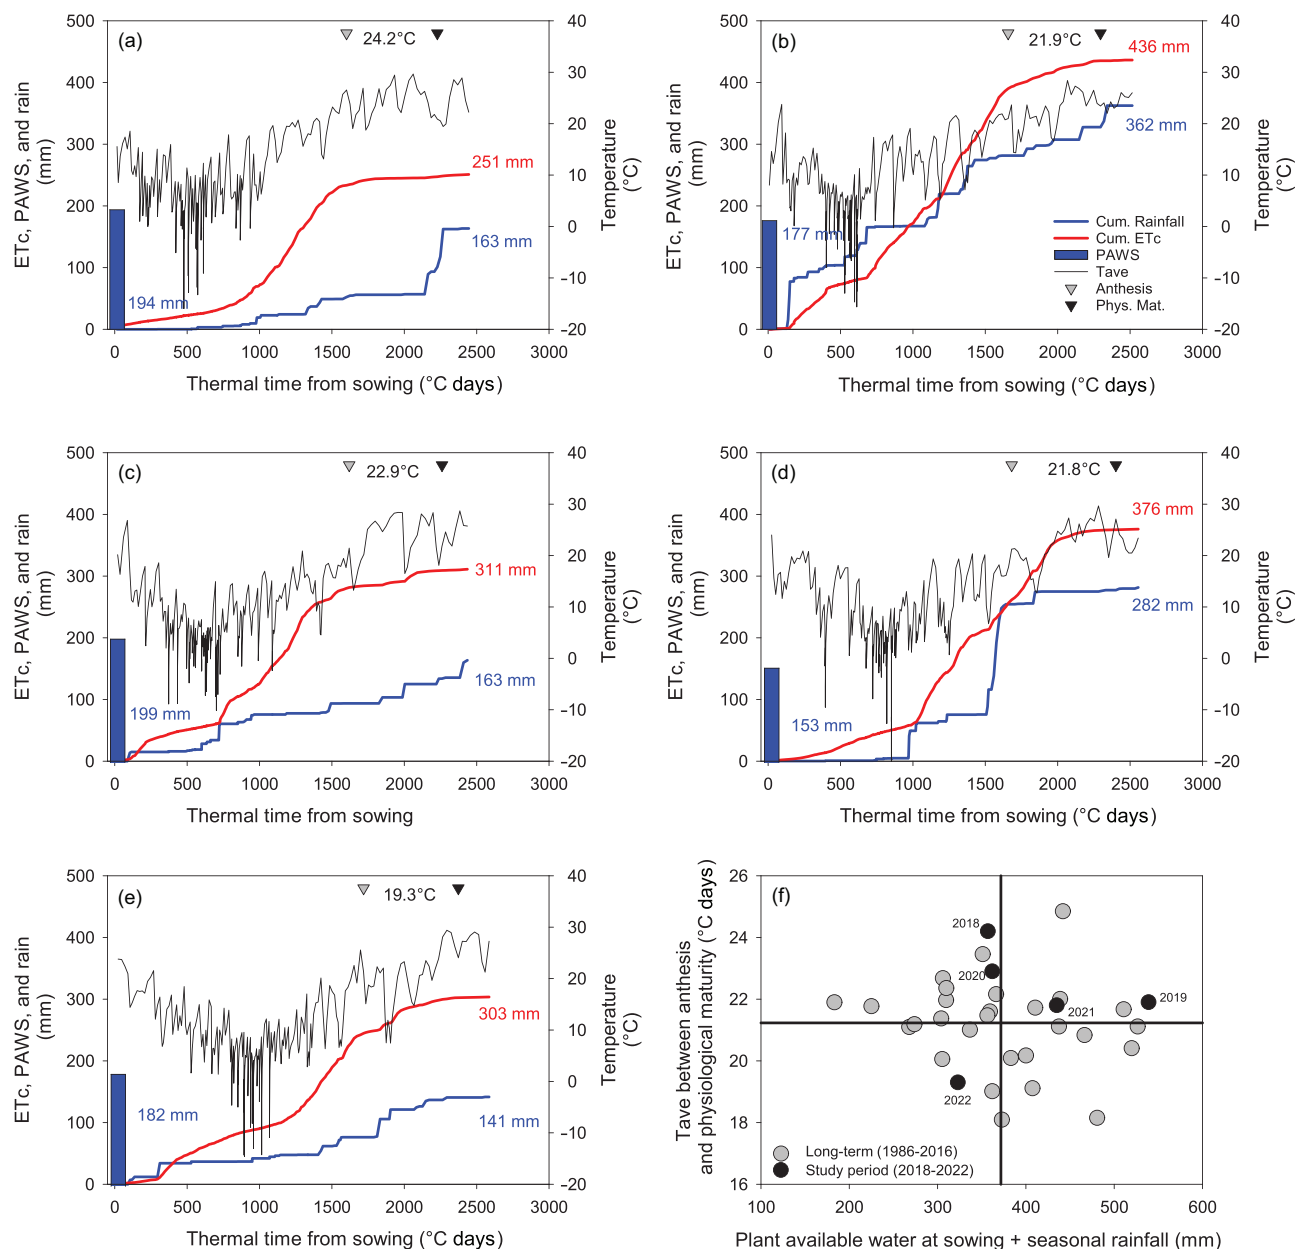 (a)
24.2°C
251 mm
163 mm
194 mm
500
400
300
200
100
0
40
30
20
10
0
−10
−20
0 500 1000 1500 2000 2500 3000
ETc, PAWS, and rain
(mm)
Temperature
(°C)
Thermal time from sowing (°C days)
(b)
21.9°C
436 mm
362 mm
177 mm
Cum. Rainfall
Cum. ETc
PAWS
Tave
Anthesis
Phys. Mat.
500
400
300
200
100
0
40
30
20
10
0
−10
−20
0 500 1000 1500 2000 2500 3000
ETc, PAWS, and rain
(mm)
Temperature
(°C)
Thermal time from sowing (°C days)
(c)
22.9°C
311 mm
163 mm
199 mm
500
400
300
200
100
0
40
30
20
10
0
−10
−20
0 500 1000 1500 2000 2500 3000
ETc, PAWS, and rain
(mm)
Temperature
(°C)
Thermal time from sowing
(d)
21.8°C
376 mm
282 mm
153 mm
500
400
300
200
100
0
40
30
20
10
0
−10
−20
0 500 1000 1500 2000 2500 3000
ETc, PAWS, and rain
(mm)
Temperature
(°C)
Thermal time from sowing (°C days)
(e)
19.3°C
303 mm
141 mm
182 mm
500
400
300
200
100
0
40
30
20
10
0
−10
−20
0 500 1000 1500 2000 2500 3000
ETc, PAWS, and rain
(mm)
Temperature
(°C)
Thermal time from sowing (°C days)
(f)
2018
2020
2019
2021
2022
Long-term (1986-2016)
Study period (2018-2022)
26
24
22
20
18
16
100 200 300 400 500 600
Tave between anthesis
and physiological maturity (°C days)
Plant available water at sowing + seasonal rainfall (mm)